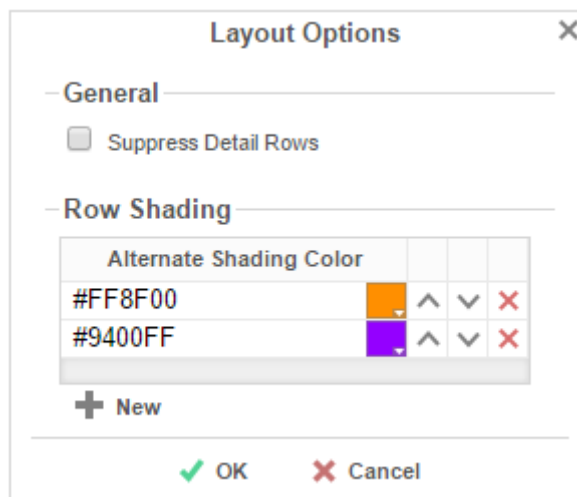 Layout Options
General
Suppress Detail Rows
Row Shading
Alternate Shading Color
#FF8F00
#9400FF
New
OK Cancel